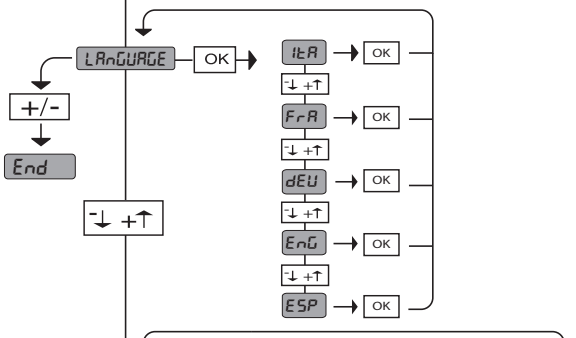 LAnGUAGE OK ItA OK
-↓ +↑
+/- FrA OK
-↓ +↑
End dEU OK
-↓ +↑ -↓ +↑
EnG OK
-↓ +↑
ESP OK